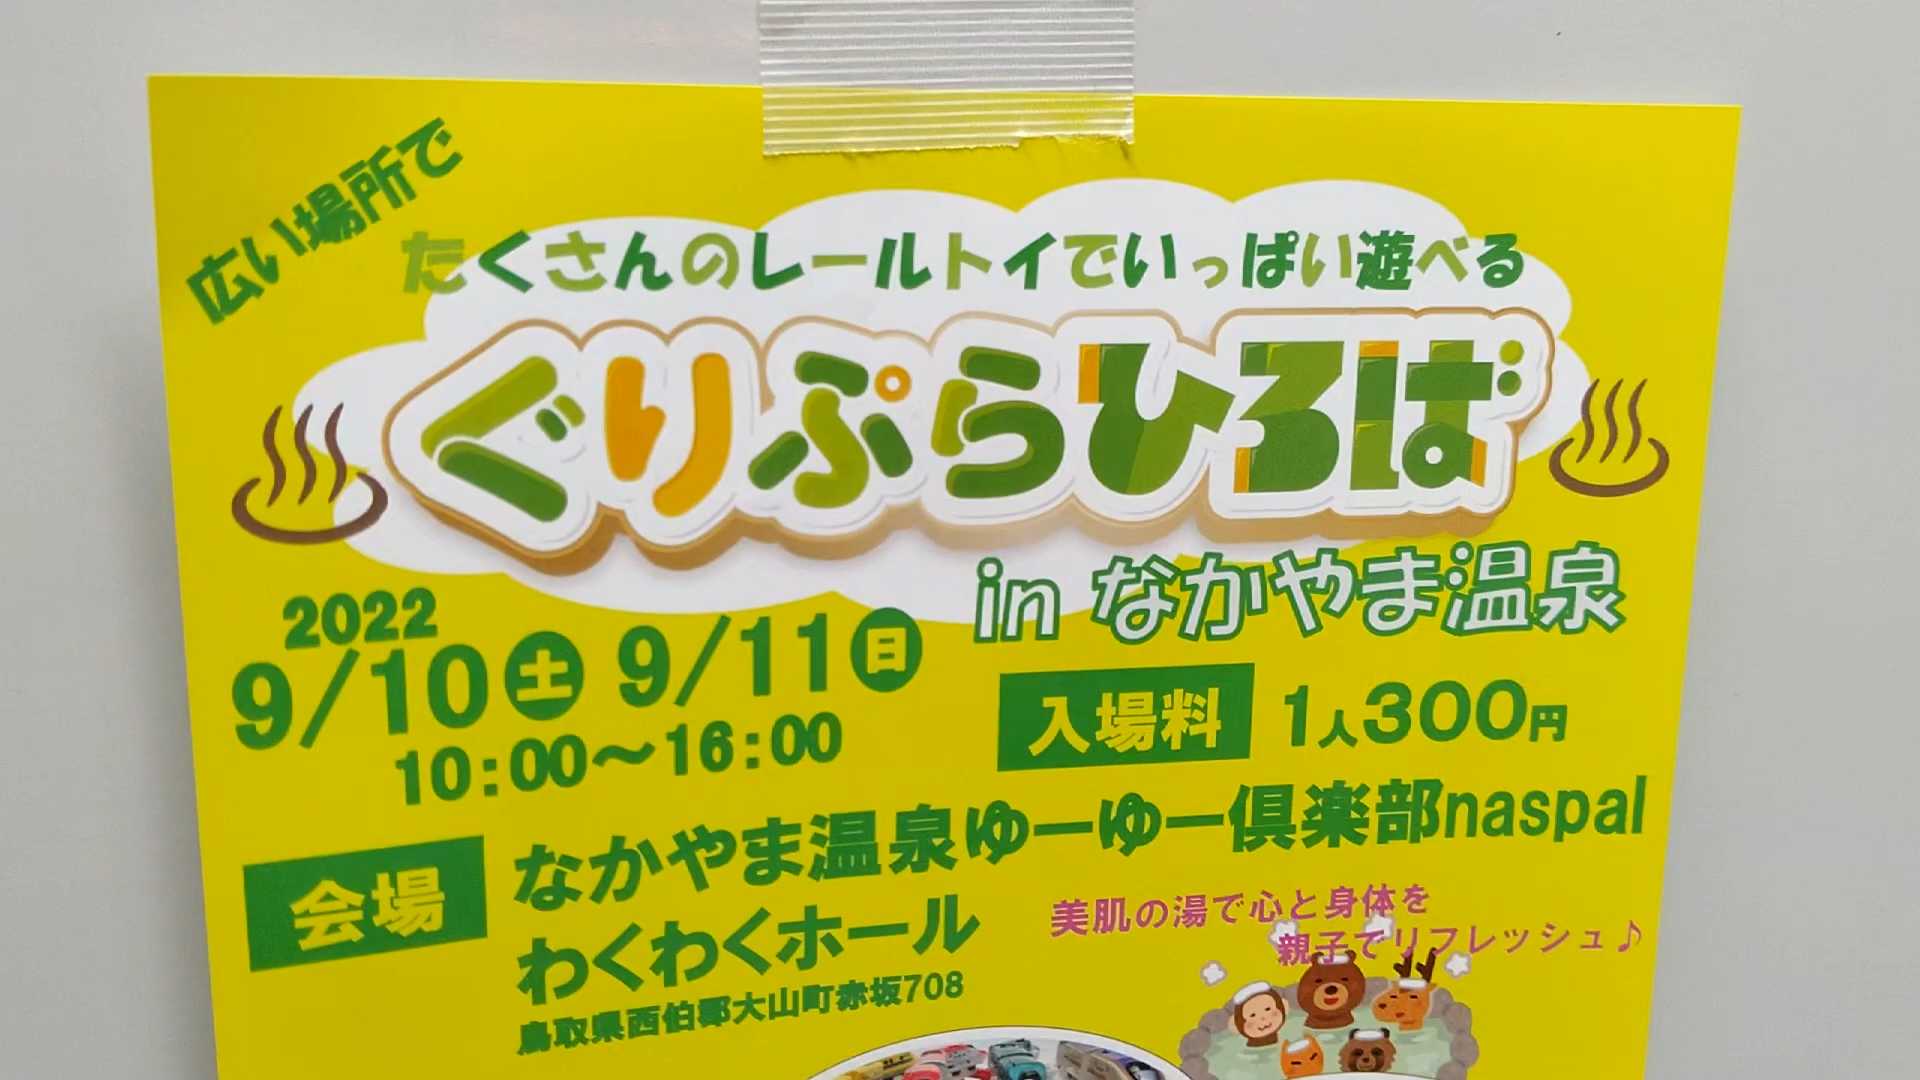 広い場所で
たくさんのレールトイでいっぱい遊べる
ぐりぷらひろば
in なかやま温泉
2022
9/10土 9/11日
10:00～16:00
入場料 1人300円
会場 なかやま温泉ゆーゆー倶楽部naspal
わくわくホール
鳥取県西伯郡大山町赤坂708
美肌の湯で心と身体を
親子でリフレッシュ♪